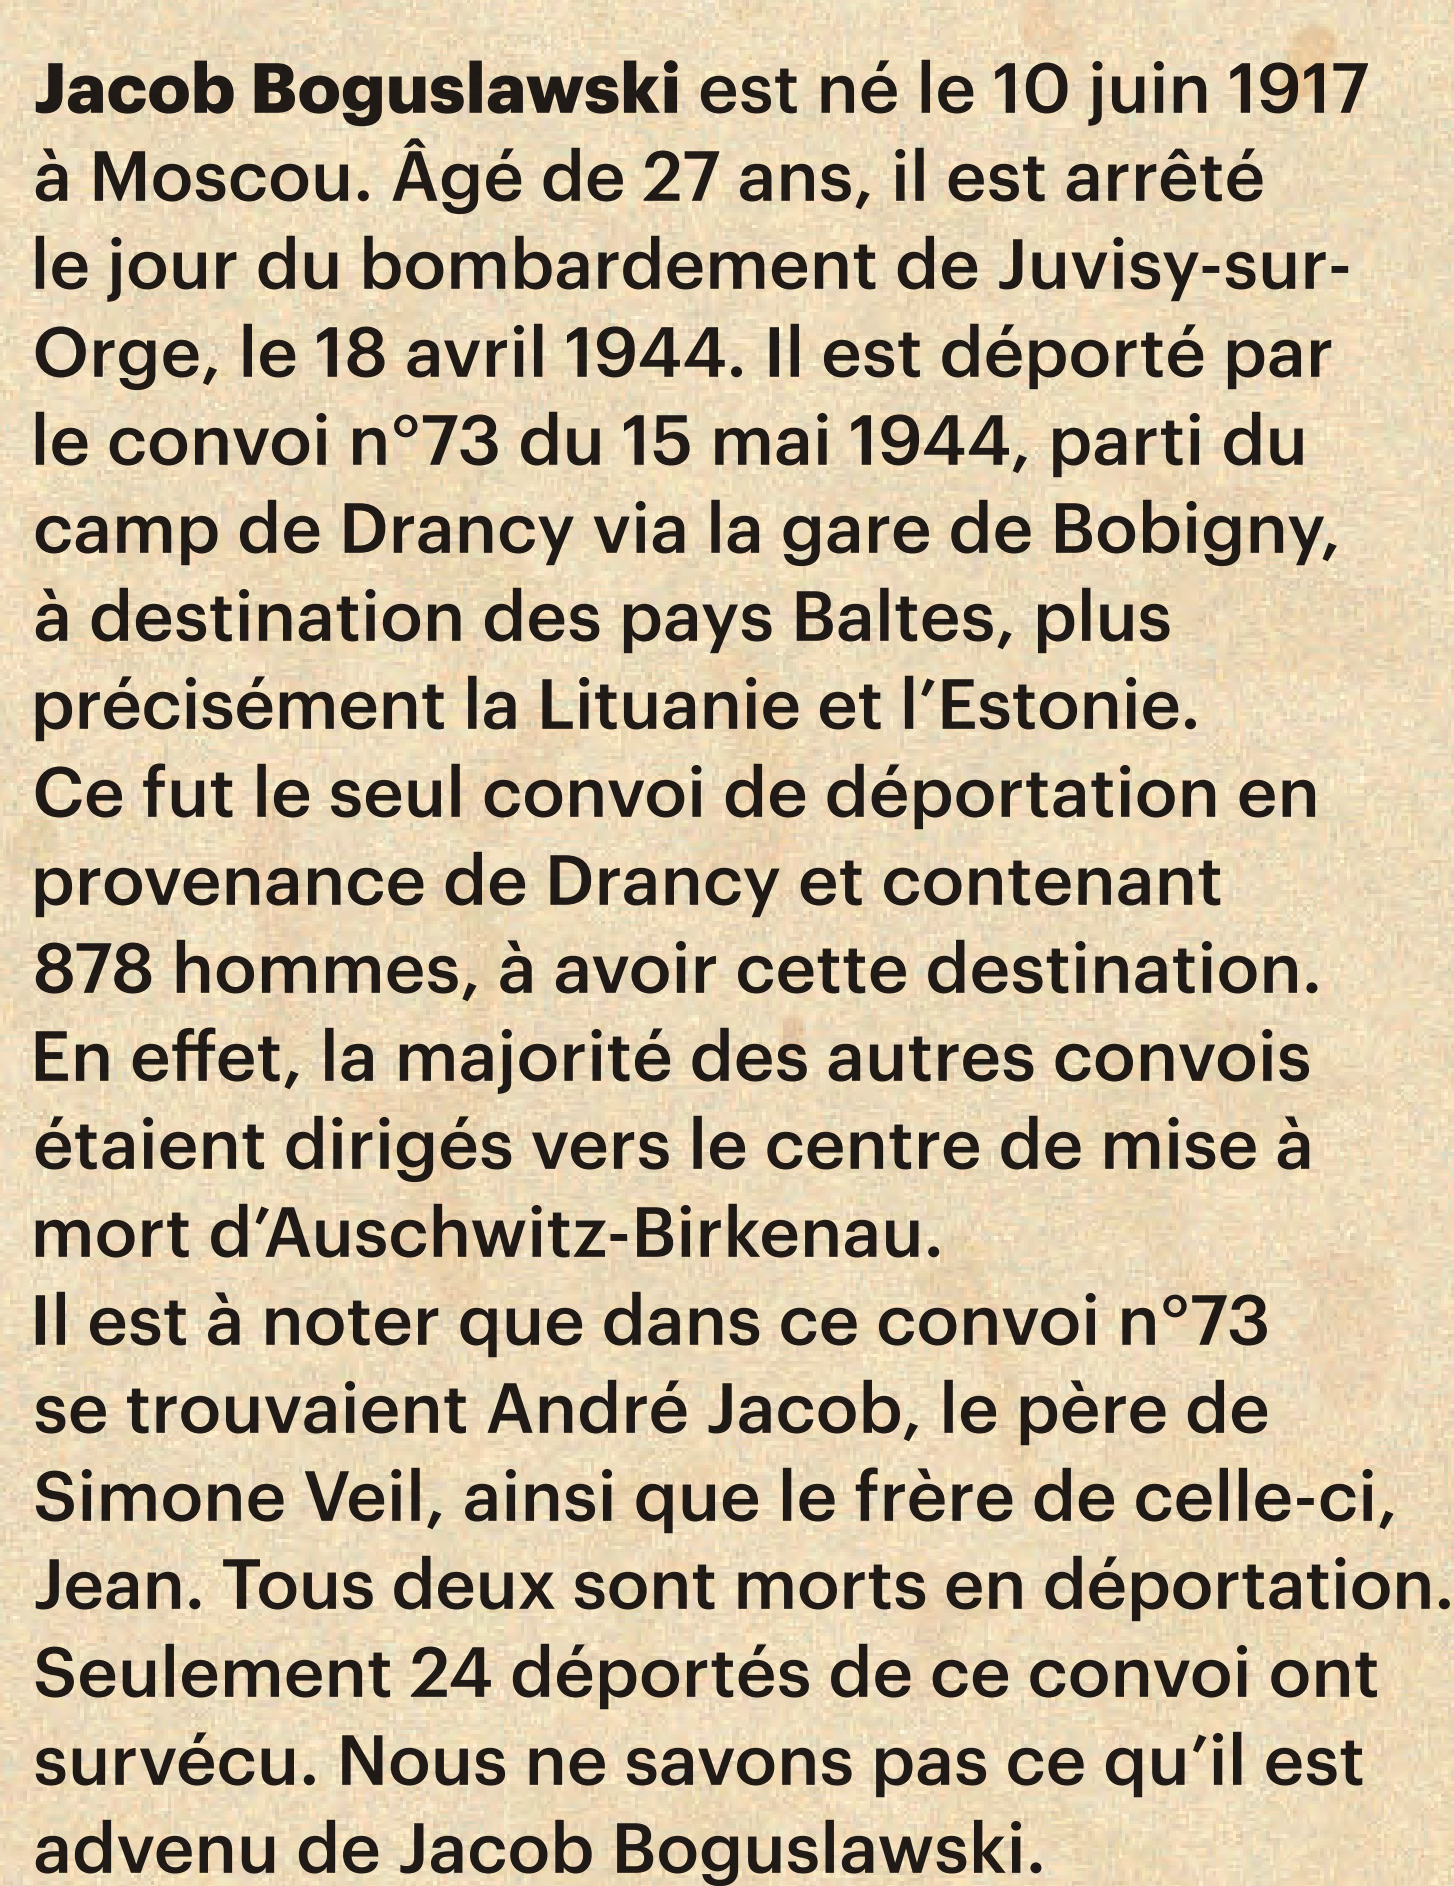 Jacob Boguslawski est né le 10 juin 1917
à Moscou. Âgé de 27 ans, il est arrêté
le jour du bombardement de Juvisy-sur-
Orge, le 18 avril 1944. Il est déporté par
le convoi n°73 du 15 mai 1944, parti du
camp de Drancy via la gare de Bobigny,
à destination des pays Baltes, plus
précisément la Lituanie et l’Estonie.
Ce fut le seul convoi de déportation en
provenance de Drancy et contenant
878 hommes, à avoir cette destination.
En effet, la majorité des autres convois
étaient dirigés vers le centre de mise à
mort d’Auschwitz-Birkenau.
Il est à noter que dans ce convoi n°73
se trouvaient André Jacob, le père de
Simone Veil, ainsi que le frère de celle-ci,
Jean. Tous deux sont morts en déportation.
Seulement 24 déportés de ce convoi ont
survécu. Nous ne savons pas ce qu’il est
advenu de Jacob Boguslawski.